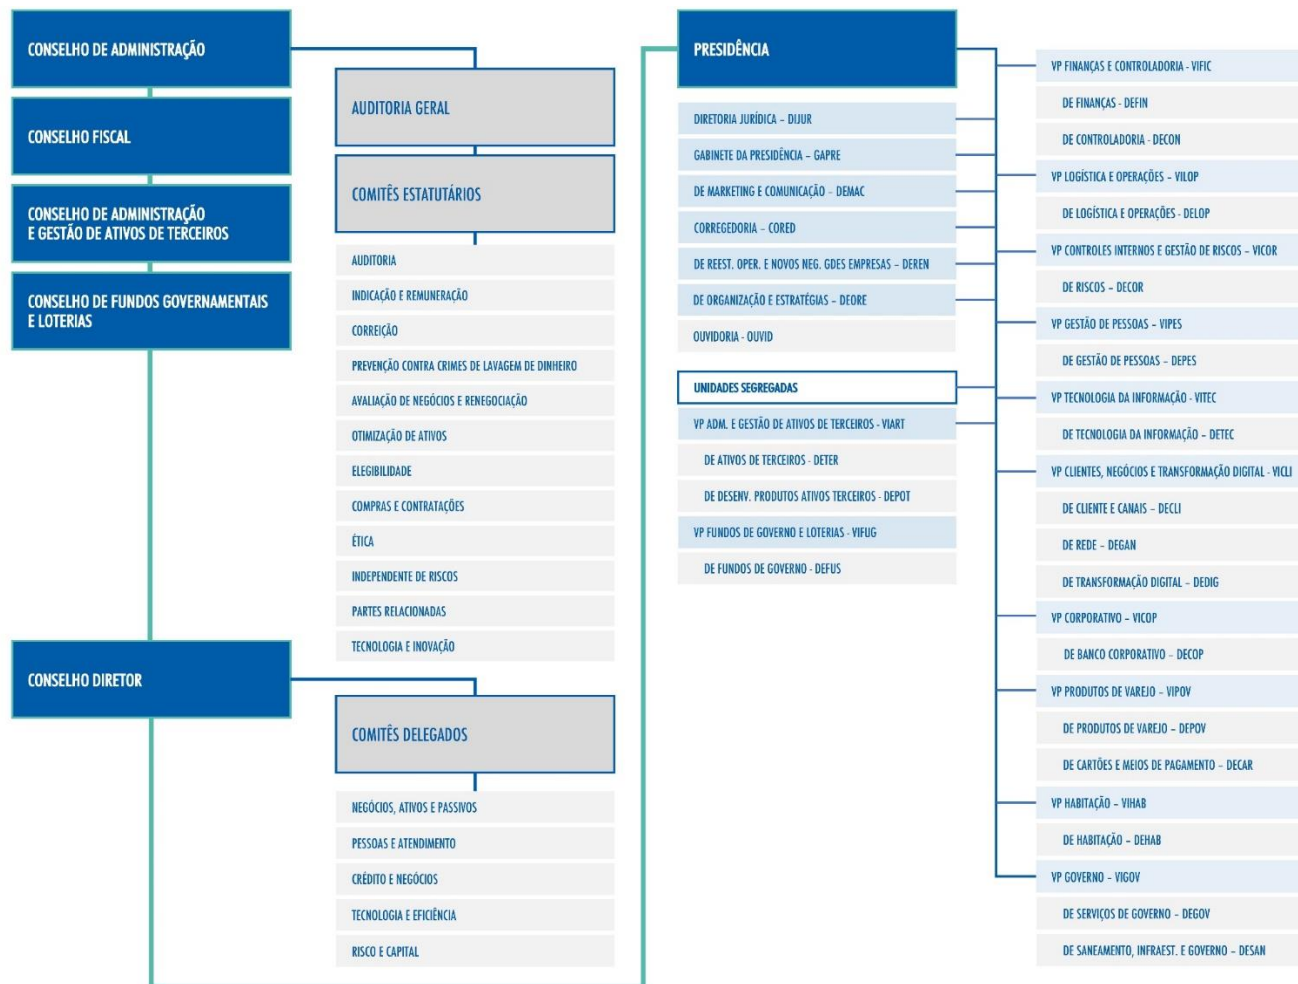 CONSELHO DE ADMINISTRAÇÃO
CONSELHO FISCAL
CONSELHO DE ADMINISTRAÇÃO
E GESTÃO DE ATIVOS DE TERCEIROS
CONSELHO DE FUNDOS GOVERNAMENTAIS
E LOTERIAS
CONSELHO DIRETOR
AUDITORIA GERAL
COMITÊS ESTATUTÁRIOS
AUDITORIA
INDICAÇÃO E REMUNERAÇÃO
CORREIÇÃO
PREVENÇÃO CONTRA CRIMES DE LAVAGEM DE DINHEIRO
AVALIAÇÃO DE NEGÓCIOS E RENEGOCIAÇÃO
OTIMIZAÇÃO DE ATIVOS
ELEGIBILIDADE
COMPRAS E CONTRATAÇÕES
ÉTICA
INDEPENDENTE DE RISCOS
PARTES RELACIONADAS
TECNOLOGIA E INOVAÇÃO
COMITÊS DELEGADOS
NEGÓCIOS, ATIVOS E PASSIVOS
PESSOAS E ATENDIMENTO
CRÉDITO E NEGÓCIOS
TECNOLOGIA E EFICIÊNCIA
RISCO E CAPITAL
PRESIDÊNCIA
DIRETORIA JURÍDICA – DIJUR
GABINETE DA PRESIDÊNCIA – GAPRE
DE MARKETING E COMUNICAÇÃO – DEMAC
CORREGEDORIA – CORED
DE REEST. OPER. E NOVOS NEG. GDES EMPRESAS – DEREN
DE ORGANIZAÇÃO E ESTRATÉGIAS – DEORE
OUVIDORIA - OUVID
UNIDADES SEGREGADAS
VP ADM. E GESTÃO DE ATIVOS DE TERCEIROS - VIART
DE ATIVOS DE TERCEIROS - DETER
DE DESENV. PRODUTOS ATIVOS TERCEIROS - DEPOT
VP FUNDOS DE GOVERNO E LOTERIAS - VIFUG
DE FUNDOS DE GOVERNO - DEFUS
VP FINANÇAS E CONTROLADORIA - VIFIC
DE FINANÇAS - DEFIN
DE CONTROLADORIA - DECON
VP LOGÍSTICA E OPERAÇÕES – VILOP
DE LOGÍSTICA E OPERAÇÕES - DELOP
VP CONTROLES INTERNOS E GESTÃO DE RISCOS – VICOR
DE RISCOS – DECOR
VP GESTÃO DE PESSOAS – VIPES
DE GESTÃO DE PESSOAS – DEPES
VP TECNOLOGIA DA INFORMAÇÃO - VITEC
DE TECNOLOGIA DA INFORMAÇÃO – DETEC
VP CLIENTES, NEGÓCIOS E TRANSFORMAÇÃO DIGITAL - VICLI
DE CLIENTE E CANAIS – DECLI
DE REDE – DEGAN
DE TRANSFORMAÇÃO DIGITAL – DEDIG
VP CORPORATIVO – VICOP
DE BANCO CORPORATIVO – DECOP
VP PRODUTOS DE VAREJO – VIPOV
DE PRODUTOS DE VAREJO – DEPOV
DE CARTÕES E MEIOS DE PAGAMENTO – DECAR
VP HABITAÇÃO – VIHAB
DE HABITAÇÃO – DEHAB
VP GOVERNO – VIGOV
DE SERVIÇOS DE GOVERNO – DEGOV
DE SANEAMENTO, INFRAEST. E GOVERNO – DESAN